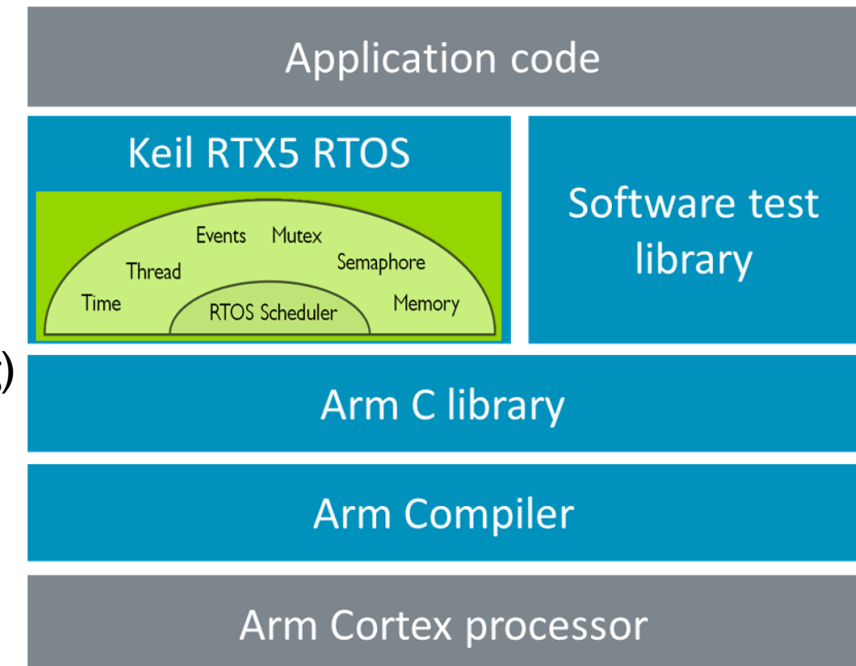 Application code
Keil RTX5 RTOS
Events Mutex
Thread Semaphore
Time RTOS Scheduler Memory
Software test
library
)
Arm C library
Arm Compiler
Arm Cortex processor